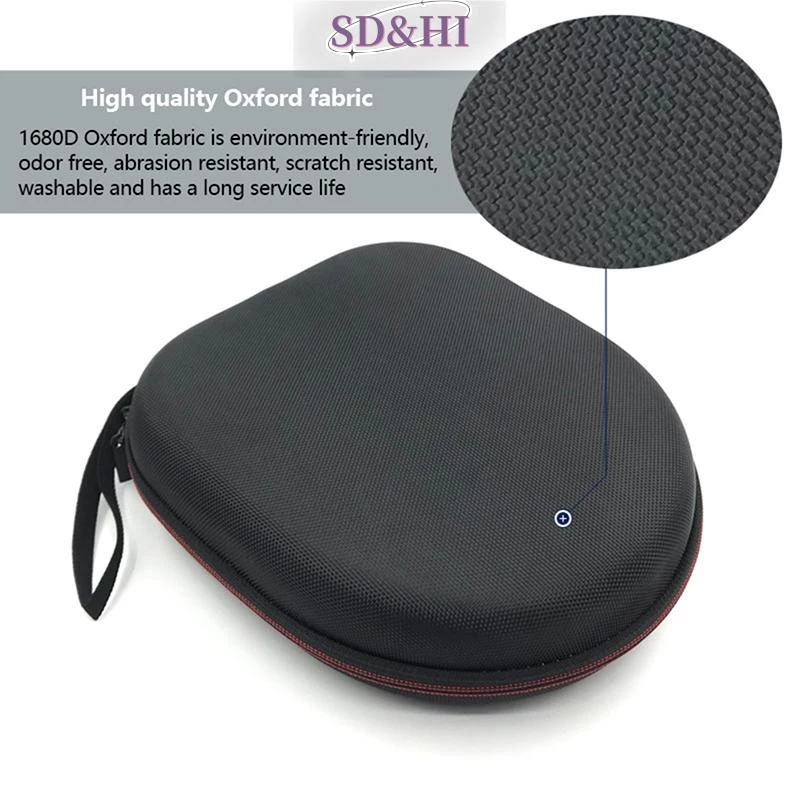 SD&HI
High quality Oxford fabric
1680D Oxford fabric is environment-friendly,
odor free, abrasion resistant, scratch resistant,
washable and has a long service life